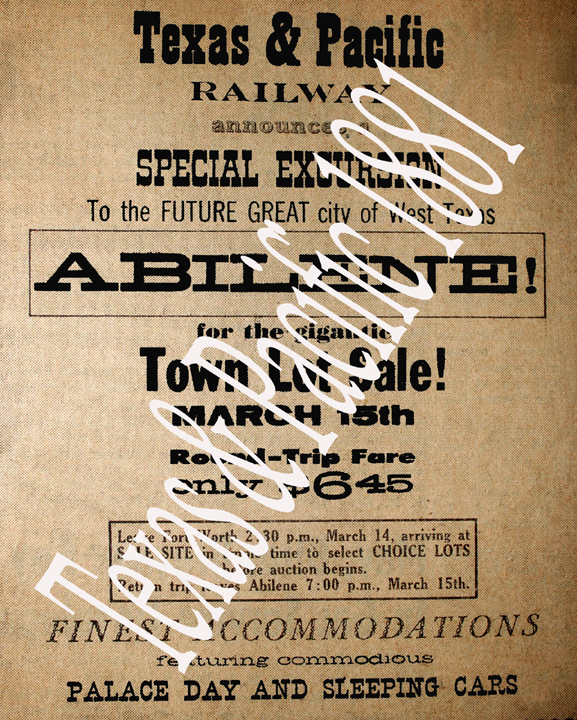 Texas & Pacific
RAILWAY
announces a
SPECIAL EXCURSION
To the FUTURE GREAT city of West Texas
ABILENE!
for the gigantic
Town Lot Sale!
MARCH 15th
Round-Trip Fare
only $645
Leave Fort Worth 2:30 p.m., March 14, arriving at
SALE SITE in ample time to select CHOICE LOTS
before auction begins.
Return trip leaves Abilene 7:00 p.m., March 15th.
FINEST ACCOMMODATIONS
featuring commodious
PALACE DAY AND SLEEPING CARS
Texas & Pacific 1881